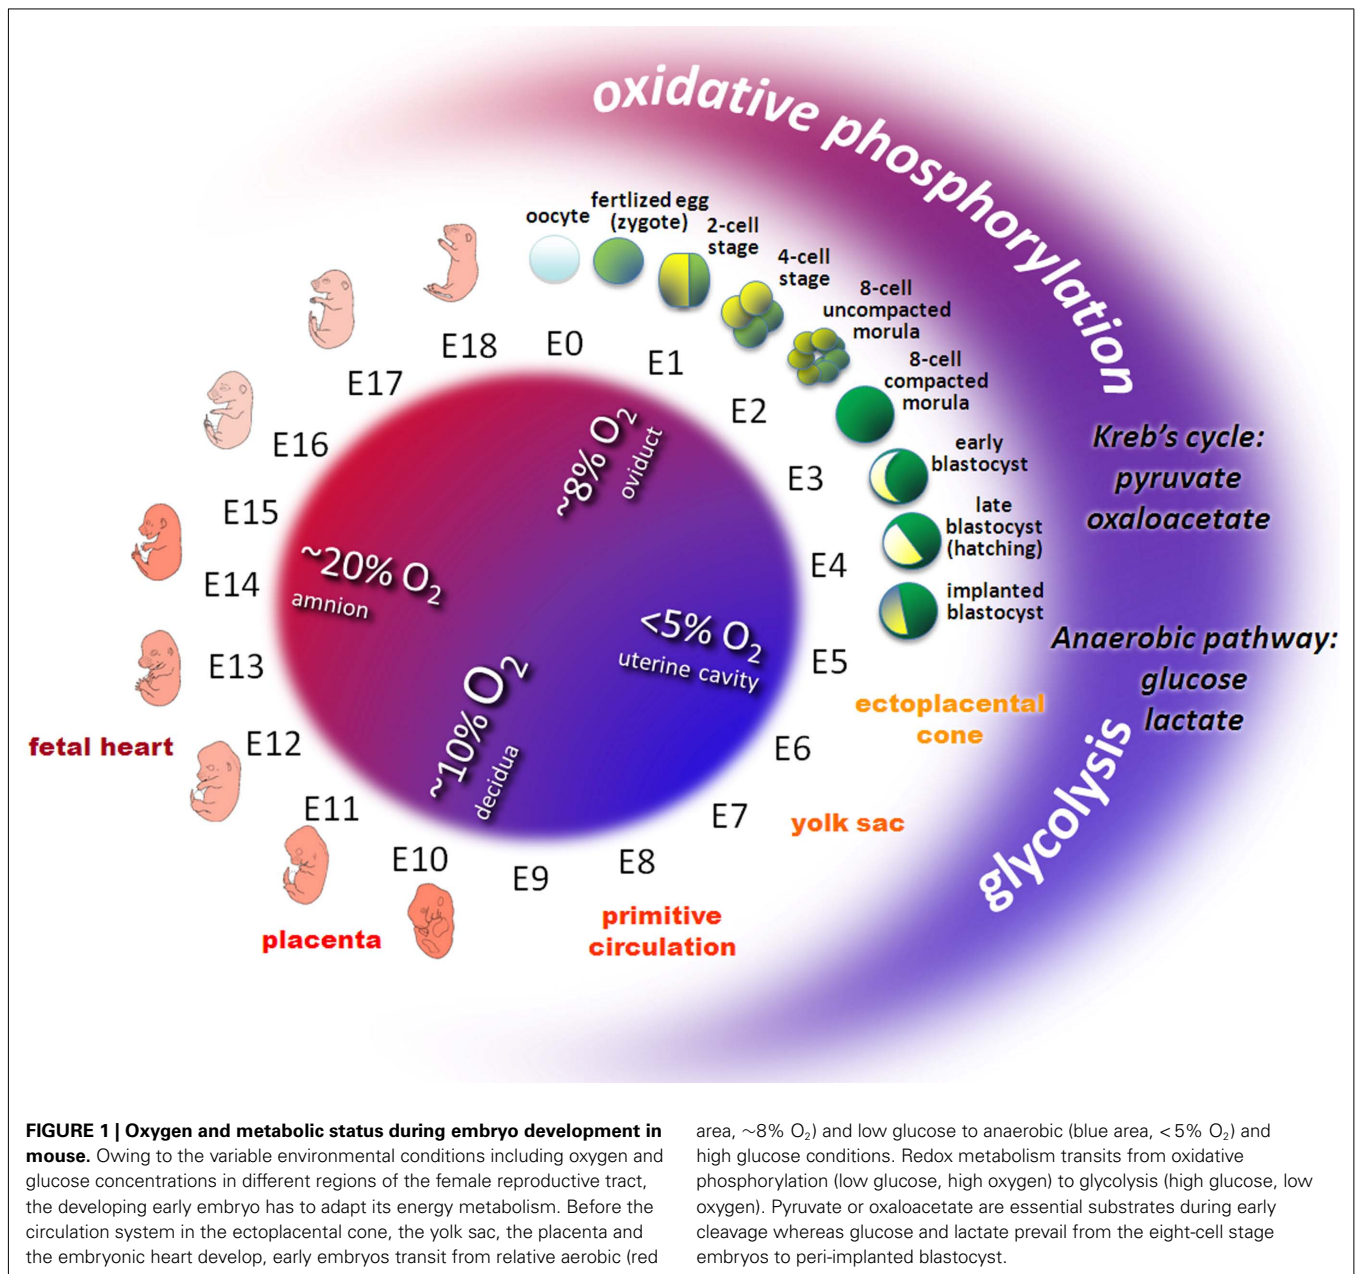 oxidative phosphorylation
oocyte
fertlized egg
(zygote)
2-cell
stage
4-cell
stage
8-cell
uncompacted
morula
8-cell
compacted
morula
early
blastocyst
late
blastocyst
(hatching)
implanted
blastocyst
Kreb's cycle:
pyruvate
oxaloacetate
Anaerobic pathway:
glucose
lactate
glycolysis
E0
E1
E2
E3
E4
E5
E6
E7
E8
E9
E10
E11
E12
E13
E14
E15
E16
E17
E18
~8% O₂
oviduct
<5% O₂
uterine cavity
~10% O₂
decidua
~20% O₂
amnion
ectoplacental
cone
yolk sac
primitive
circulation
placenta
fetal heart
FIGURE 1 | Oxygen and metabolic status during embryo development in
mouse. Owing to the variable environmental conditions including oxygen and
glucose concentrations in different regions of the female reproductive tract,
the developing early embryo has to adapt its energy metabolism. Before the
circulation system in the ectoplacental cone, the yolk sac, the placenta and
the embryonic heart develop, early embryos transit from relative aerobic (red
area, ~8% O₂) and low glucose to anaerobic (blue area, <5% O₂) and
high glucose conditions. Redox metabolism transits from oxidative
phosphorylation (low glucose, high oxygen) to glycolysis (high glucose, low
oxygen). Pyruvate or oxaloacetate are essential substrates during early
cleavage whereas glucose and lactate prevail from the eight-cell stage
embryos to peri-implanted blastocyst.